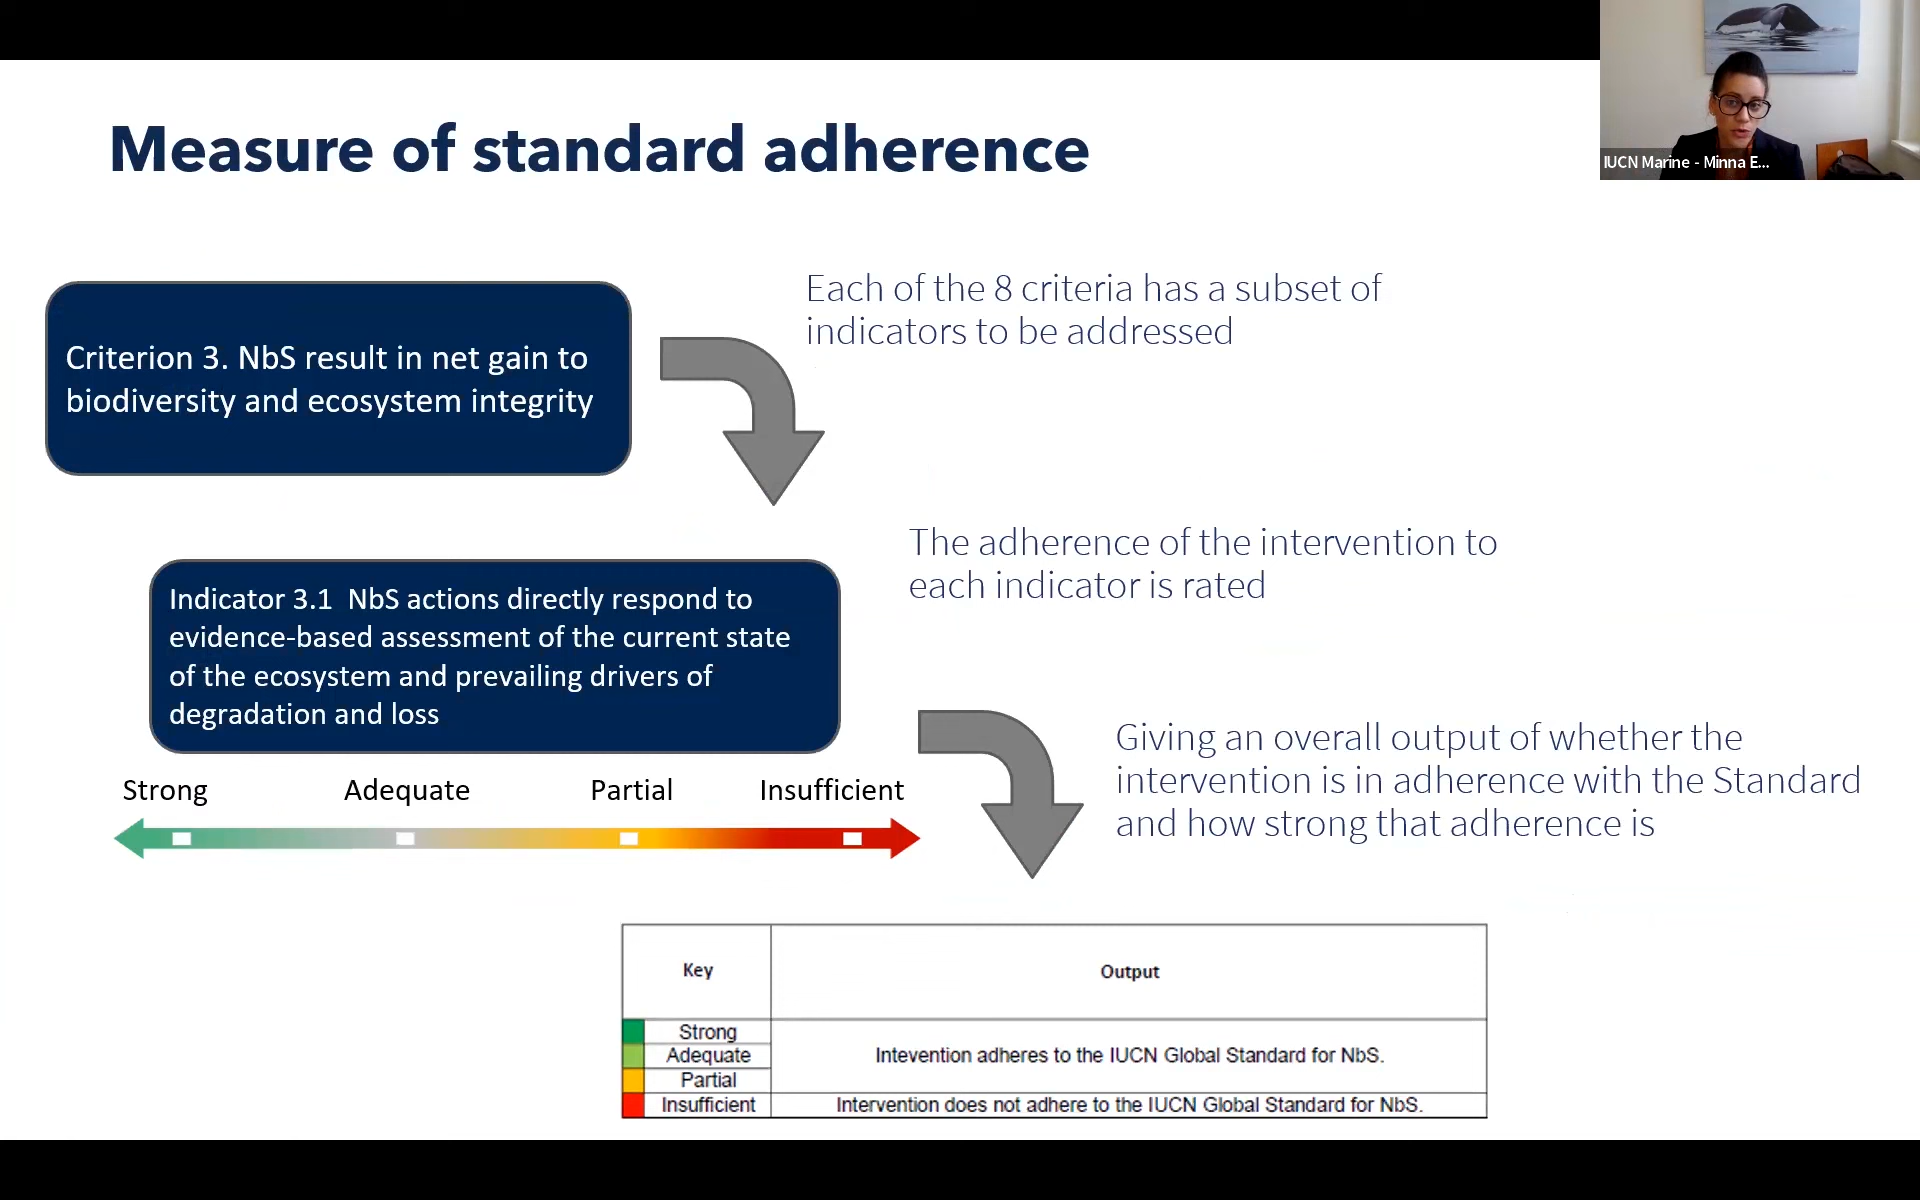 IUCN Marine - Minna E...
Measure of standard adherence
Each of the 8 criteria has a subset of
indicators to be addressed
Criterion 3. NbS result in net gain to
biodiversity and ecosystem integrity
The adherence of the intervention to
each indicator is rated
Indicator 3.1 NbS actions directly respond to
evidence-based assessment of the current state
of the ecosystem and prevailing drivers of
degradation and loss
Giving an overall output of whether the
intervention is in adherence with the Standard
and how strong that adherence is
Strong Adequate Partial Insufficient
Key Output
Strong
Adequate Intevention adheres to the IUCN Global Standard for NbS.
Partial
Insufficient Intervention does not adhere to the IUCN Global Standard for NbS.